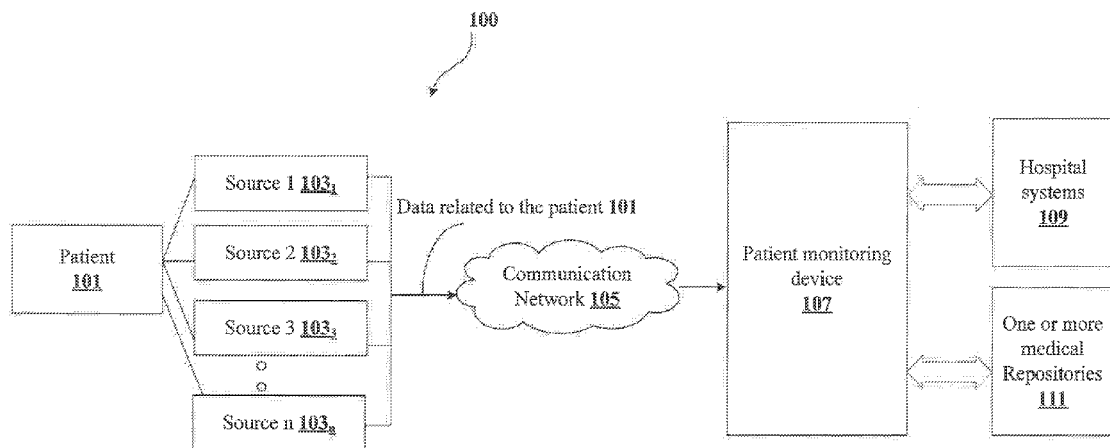 100
Source 1 103₁
Data related to the patient 101
Patient
101
Source 2 103₂
Source 3 103₃
Source n 103ₙ
Communication
Network 105
Patient monitoring
device
107
Hospital
systems
109
One or more
medical
Repositories
111